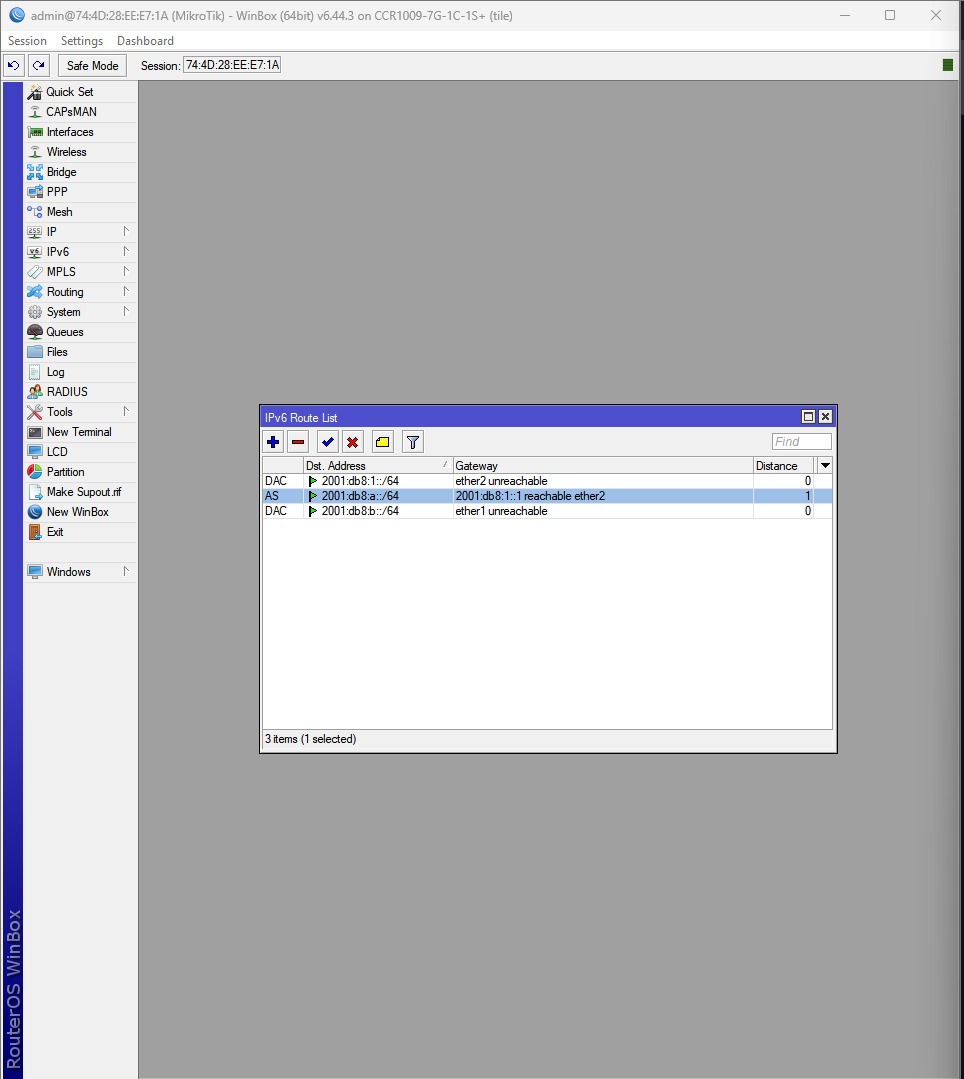 admin@74:4D:28:EE:E7:1A (MikroTik) - WinBox (64bit) v6.44.3 on CCR1009-7G-1C-1S+ (tile)
Session Settings Dashboard
Safe Mode Session: 74:4D:28:EE:E7:1A
Quick Set
CAPsMAN
Interfaces
Wireless
Bridge
PPP
Mesh
IP
IPv6
MPLS
Routing
System
Queues
Files
Log
RADIUS
Tools
New Terminal
LCD
Partition
Make Supout.rif
New WinBox
Exit
Windows
RouterOS WinBox
IPv6 Route List
Find
Dst. Address Gateway Distance
DAC 2001:db8:1::/64 ether2 unreachable 0
AS 2001:db8:a::/64 2001:db8:1::1 reachable ether2 1
DAC 2001:db8:b::/64 ether1 unreachable 0
3 items (1 selected)